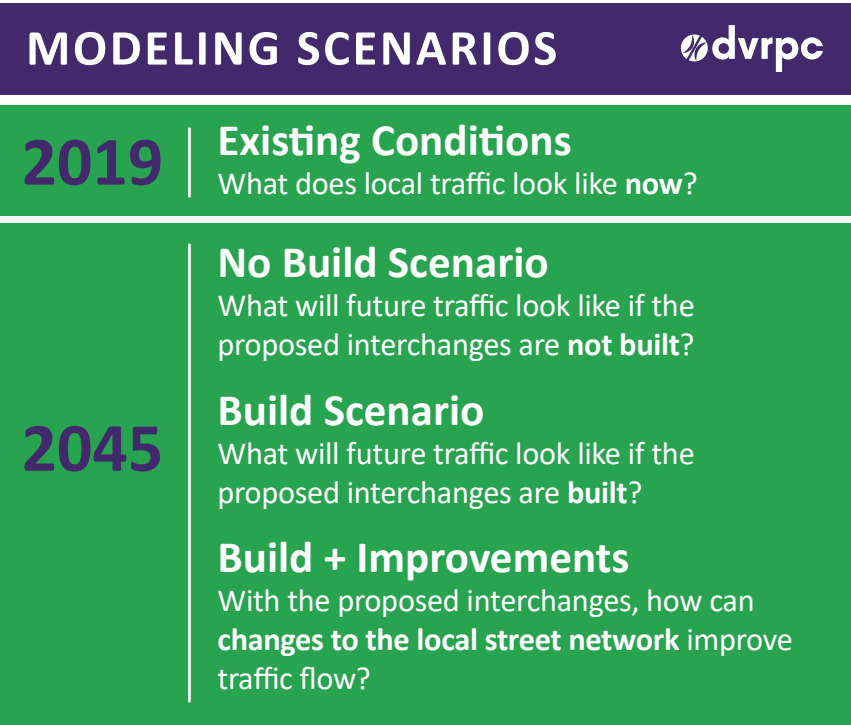 MODELING SCENARIOS
dvrpc
2019
Existing Conditions
What does local traffic look like now?
2045
No Build Scenario
What will future traffic look like if the
proposed interchanges are not built?
Build Scenario
What will future traffic look like if the
proposed interchanges are built?
Build + Improvements
With the proposed interchanges, how can
changes to the local street network improve
traffic flow?